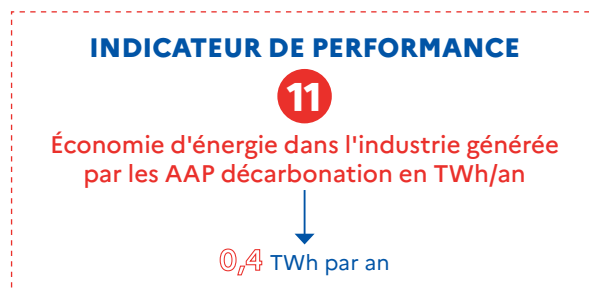 INDICATEUR DE PERFORMANCE
11
Économie d'énergie dans l'industrie générée
par les AAP décarbonation en TWh/an
0,4 TWh par an